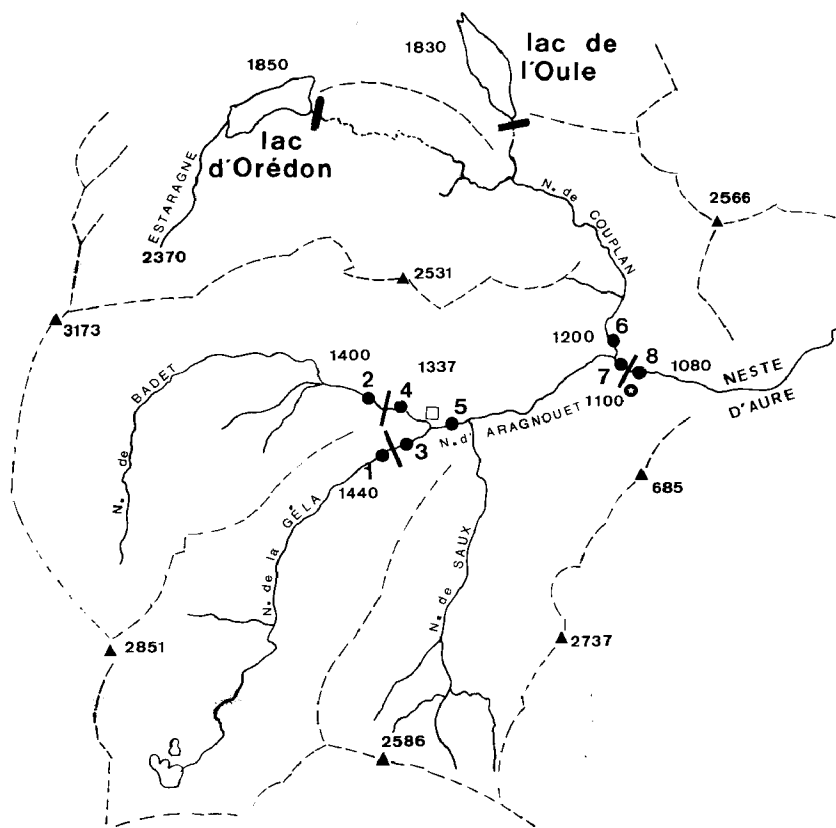 1830
lac de
l'Oule
1850
lac
d'Orédon
ESTARAGNE
2370
N. de COUPLAN
2566
2531
3173
6
1200
1400
1337
7
8
1080
NESTE
D'AURE
1100
N. de BADET
2
4
5
N. d' ARAGNOUET
1
3
1440
685
N. de la GÉLA
N. de SAUX
2851
2737
2586